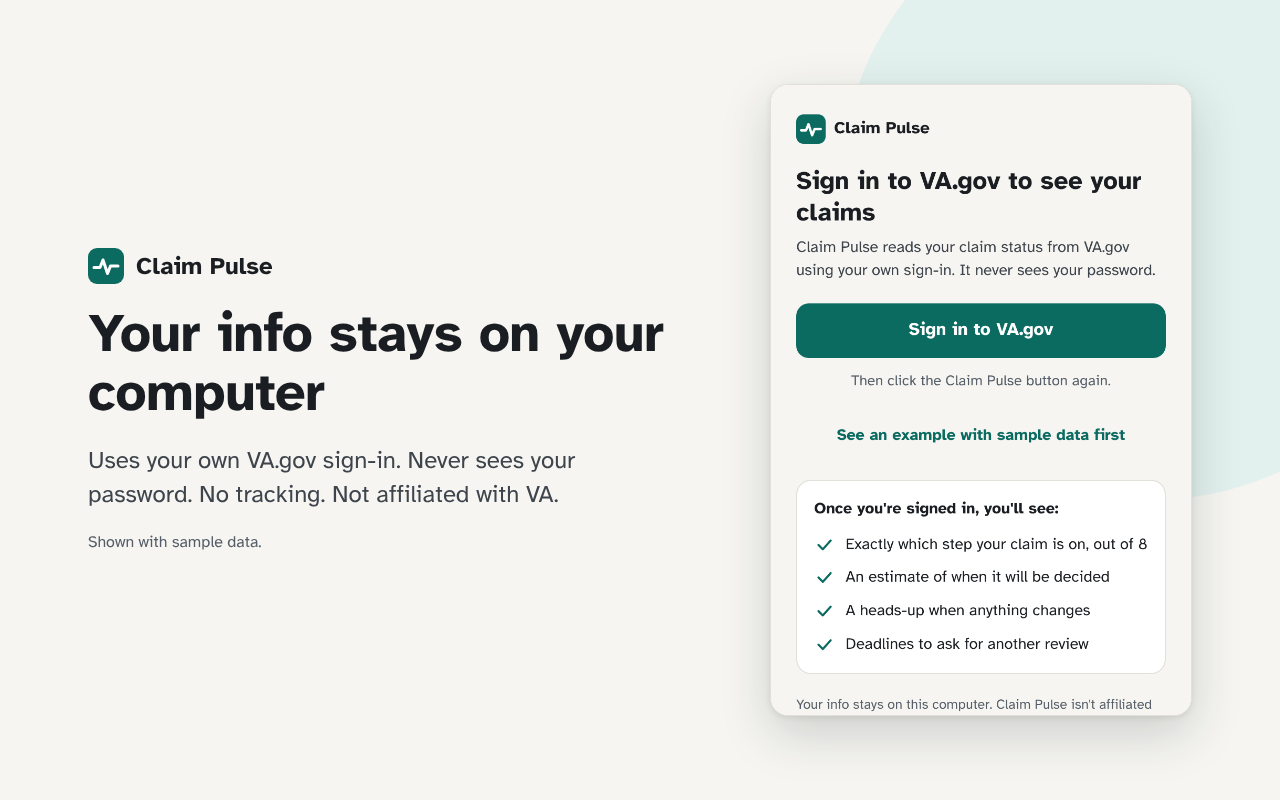 Claim Pulse
Your info stays on your
computer
Uses your own VA.gov sign-in. Never sees your
password. No tracking. Not affiliated with VA.
Shown with sample data.
Claim Pulse
Sign in to VA.gov to see your
claims
Claim Pulse reads your claim status from VA.gov
using your own sign-in. It never sees your password.
Sign in to VA.gov
Then click the Claim Pulse button again.
See an example with sample data first
Once you're signed in, you'll see:
Exactly which step your claim is on, out of 8
An estimate of when it will be decided
A heads-up when anything changes
Deadlines to ask for another review
Your info stays on this computer. Claim Pulse isn't affiliated